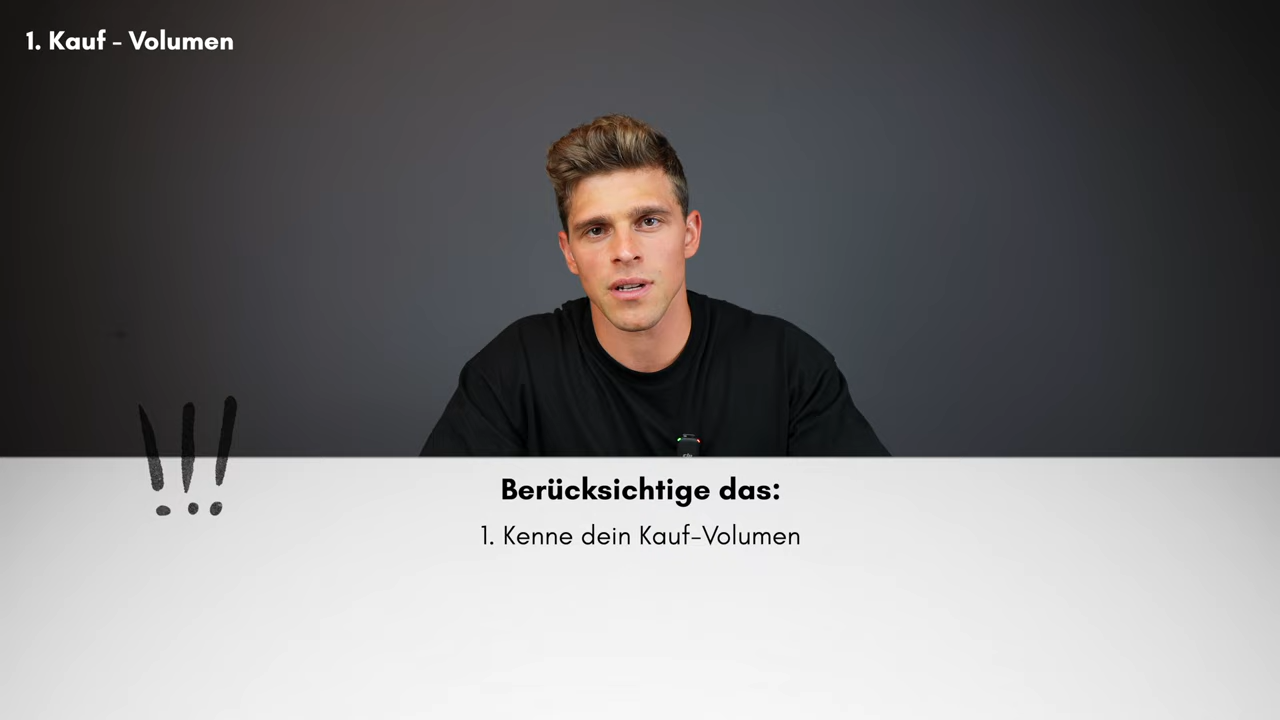 1. Kauf - Volumen
!!!
Berücksichtige das:
1. Kenne dein Kauf-Volumen